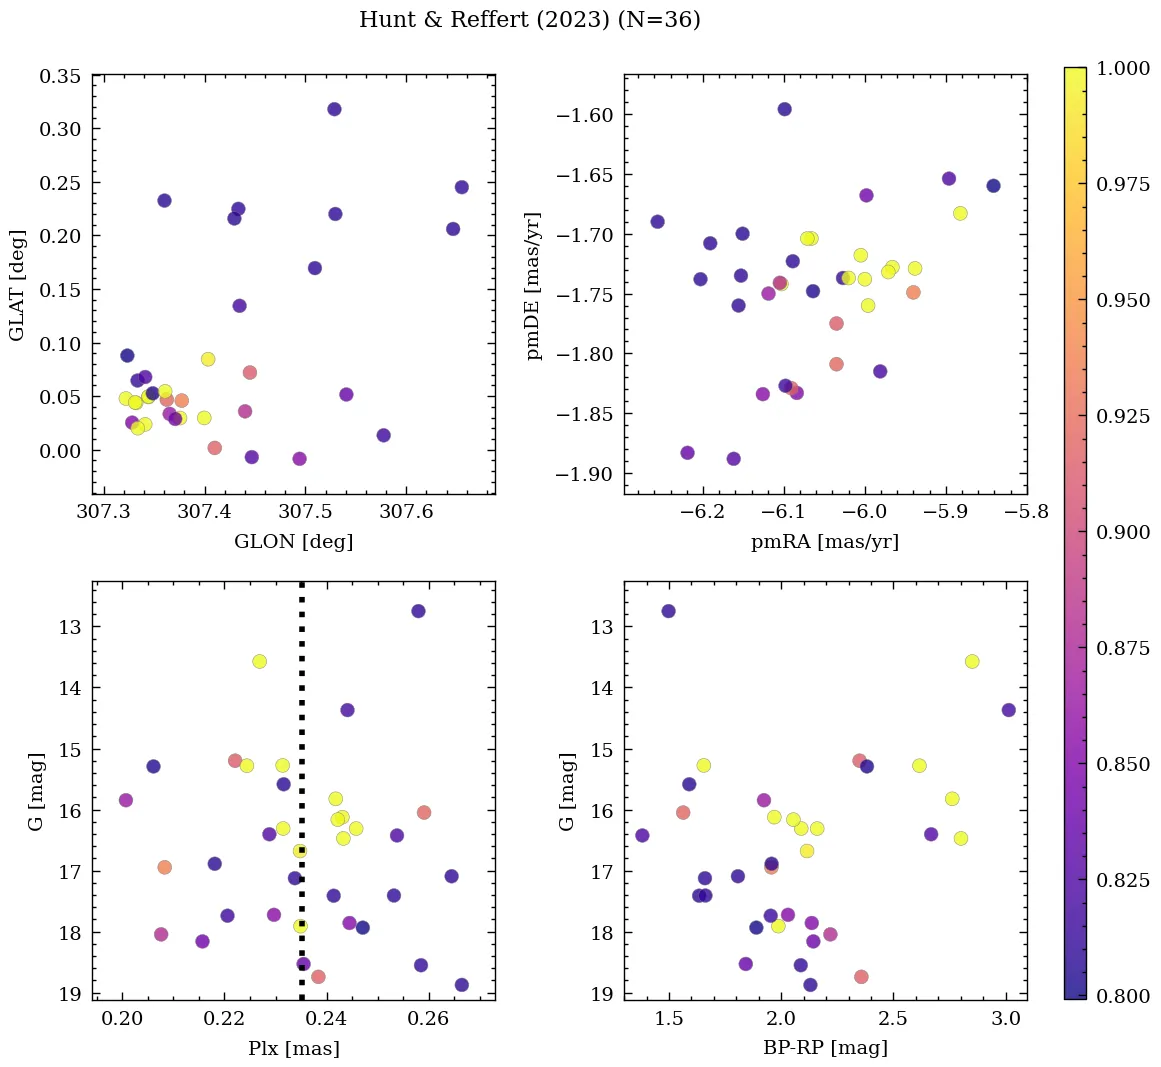 Hunt & Reffert (2023) (N=36)
0.35
0.30
0.25
0.20
0.15
0.10
0.05
0.00
GLAT [deg]
307.3 307.4 307.5 307.6
GLON [deg]
−1.60
−1.65
−1.70
−1.75
−1.80
−1.85
−1.90
pmDE [mas/yr]
−6.2 −6.1 −6.0 −5.9 −5.8
pmRA [mas/yr]
13
14
15
16
17
18
19
G [mag]
0.20 0.22 0.24 0.26
Plx [mas]
13
14
15
16
17
18
19
G [mag]
1.5 2.0 2.5 3.0
BP-RP [mag]
1.000
0.975
0.950
0.925
0.900
0.875
0.850
0.825
0.800